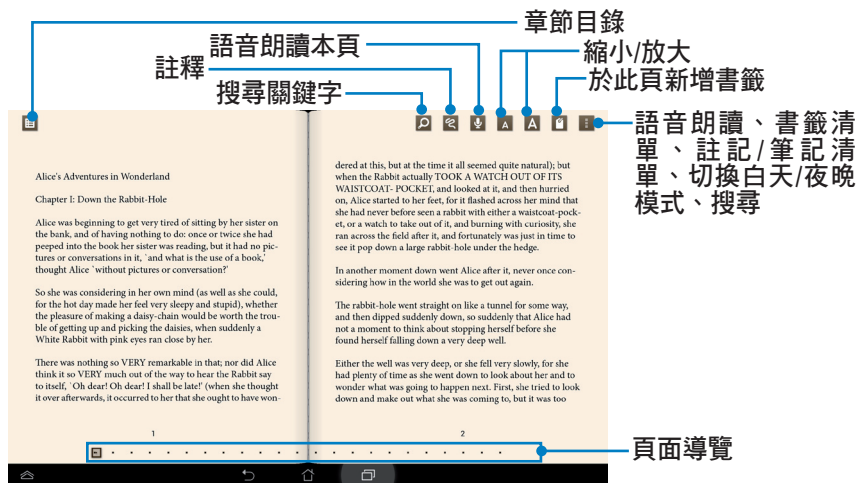 章節目錄
語音朗讀本頁
縮小/放大
註釋
於此頁新增書籤
搜尋關鍵字
語音朗讀、書籤清
單、註記/筆記清
單、切換白天/夜晚
模式、搜尋
A
A
Alice's Adventures in Wonderland
Chapter I: Down the Rabbit-Hole
Alice was beginning to get very tired of sitting by her sister on
the bank, and of having nothing to do: once or twice she had
peeped into the book her sister was reading, but it had no pic-
tures or conversations in it, `and what is the use of a book,'
thought Alice `without pictures or conversation?'
So she was considering in her own mind (as well as she could,
for the hot day made her feel very sleepy and stupid), whether
the pleasure of making a daisy-chain would be worth the trou-
ble of getting up and picking the daisies, when suddenly a
White Rabbit with pink eyes ran close by her.
There was nothing so VERY remarkable in that; nor did Alice
think it so VERY much out of the way to hear the Rabbit say
to itself, `Oh dear! Oh dear! I shall be late!' (when she thought
it over afterwards, it occurred to her that she ought to have won-
1
dered at this, but at the time it all seemed quite natural); but
when the Rabbit actually TOOK A WATCH OUT OF ITS
WAISTCOAT- POCKET, and looked at it, and then hurried
on, Alice started to her feet, for it flashed across her mind that
she had never before seen a rabbit with either a waistcoat-pock-
et, or a watch to take out of it, and burning with curiosity, she
ran across the field after it, and fortunately was just in time to
see it pop down a large rabbit-hole under the hedge.
In another moment down went Alice after it, never once con-
sidering how in the world she was to get out again.
The rabbit-hole went straight on like a tunnel for some way,
and then dipped suddenly down, so suddenly that Alice had
not a moment to think about stopping herself before she
found herself falling down a very deep well.
Either the well was very deep, or she fell very slowly, for she
had plenty of time as she went down to look about her and to
wonder what was going to happen next. First, she tried to look
down and make out what she was coming to, but it was too
2
頁面導覽